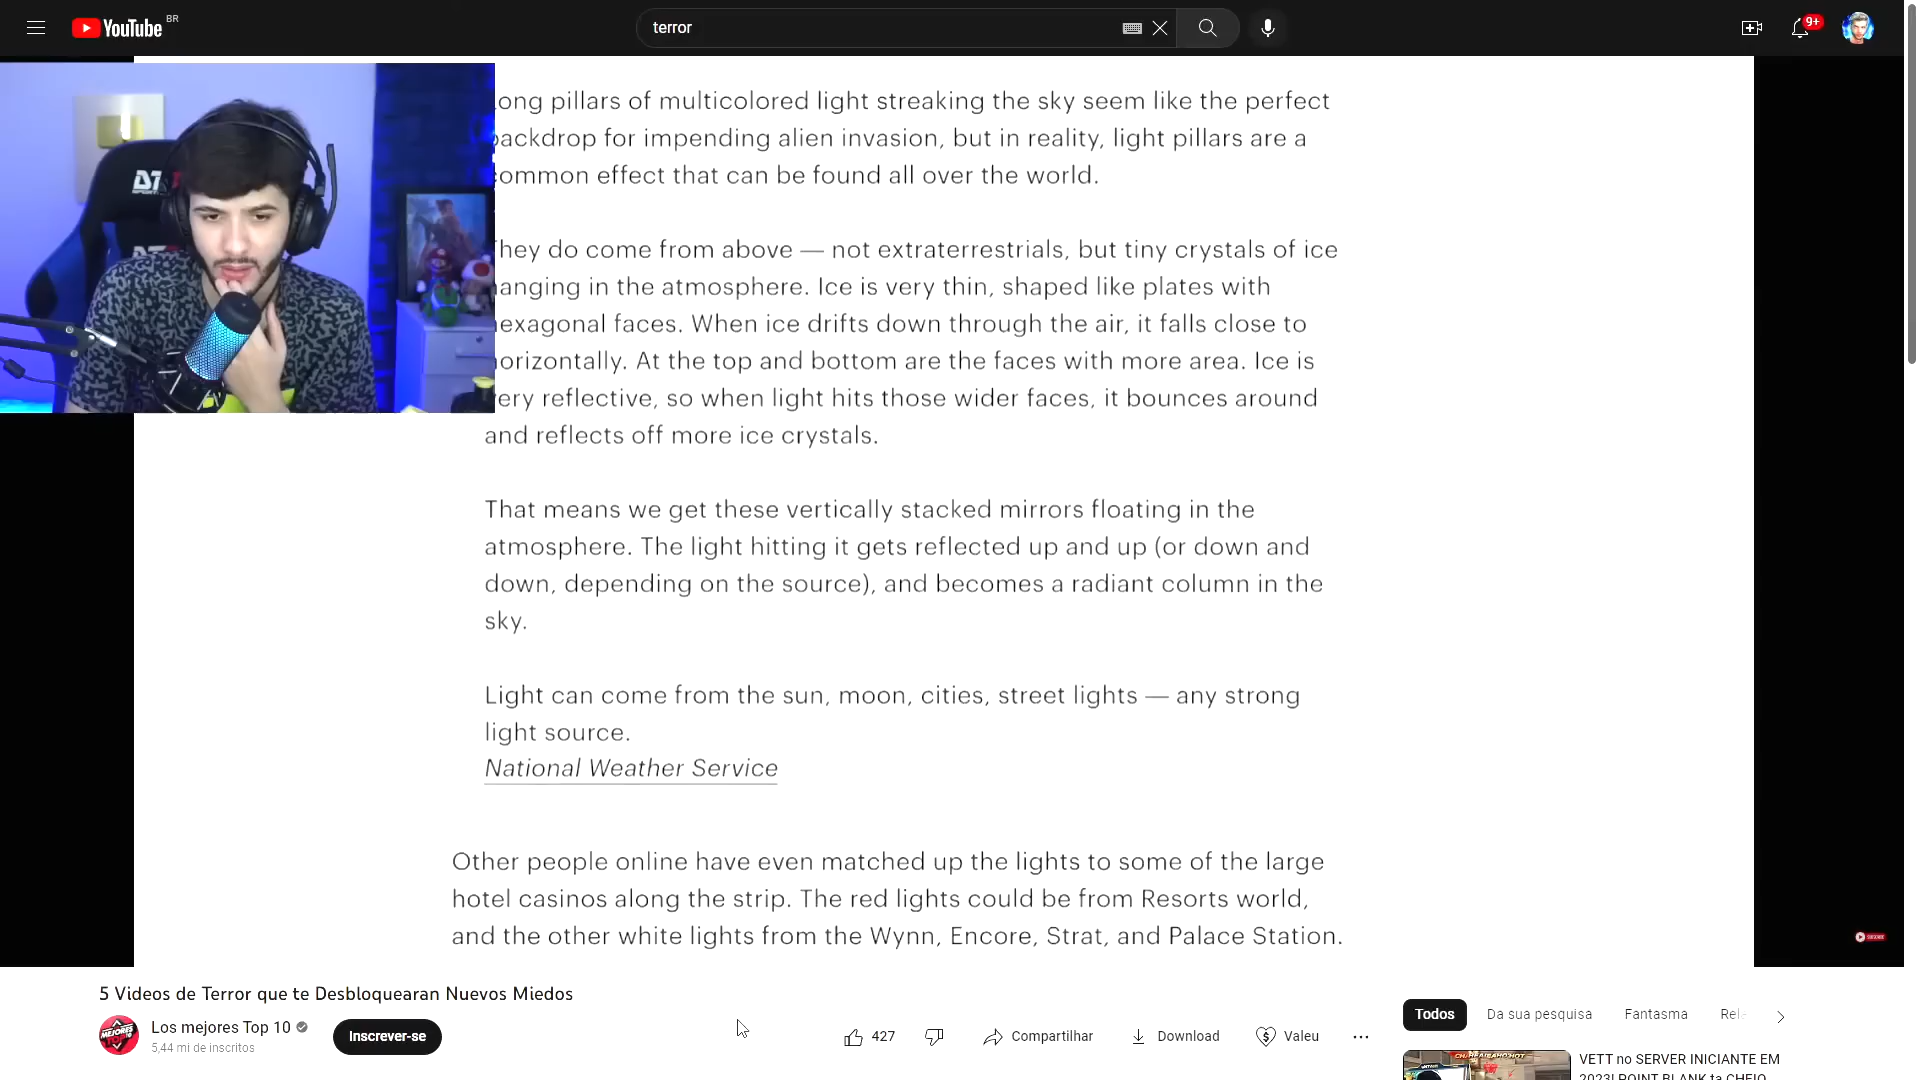 YouTube BR
terror
9+
ong pillars of multicolored light streaking the sky seem like the perfect
ackdrop for impending alien invasion, but in reality, light pillars are a
ommon effect that can be found all over the world.
hey do come from above — not extraterrestrials, but tiny crystals of ice
anging in the atmosphere. Ice is very thin, shaped like plates with
exagonal faces. When ice drifts down through the air, it falls close to
orizontally. At the top and bottom are the faces with more area. Ice is
ery reflective, so when light hits those wider faces, it bounces around
and reflects off more ice crystals.
That means we get these vertically stacked mirrors floating in the
atmosphere. The light hitting it gets reflected up and up (or down and
down, depending on the source), and becomes a radiant column in the
sky.
Light can come from the sun, moon, cities, street lights — any strong
light source.
National Weather Service
Other people online have even matched up the lights to some of the large
hotel casinos along the strip. The red lights could be from Resorts world,
and the other white lights from the Wynn, Encore, Strat, and Palace Station.
5 Videos de Terror que te Desbloquearan Nuevos Miedos
MEJORES
Los mejores Top 10
5,44 mi de inscritos
Inscrever-se
427
Compartilhar
Download
Valeu
Todos
Da sua pesquisa
Fantasma
Rel
VETT no SERVER INICIANTE EM
2023! POINT BLANK ta CHEIO